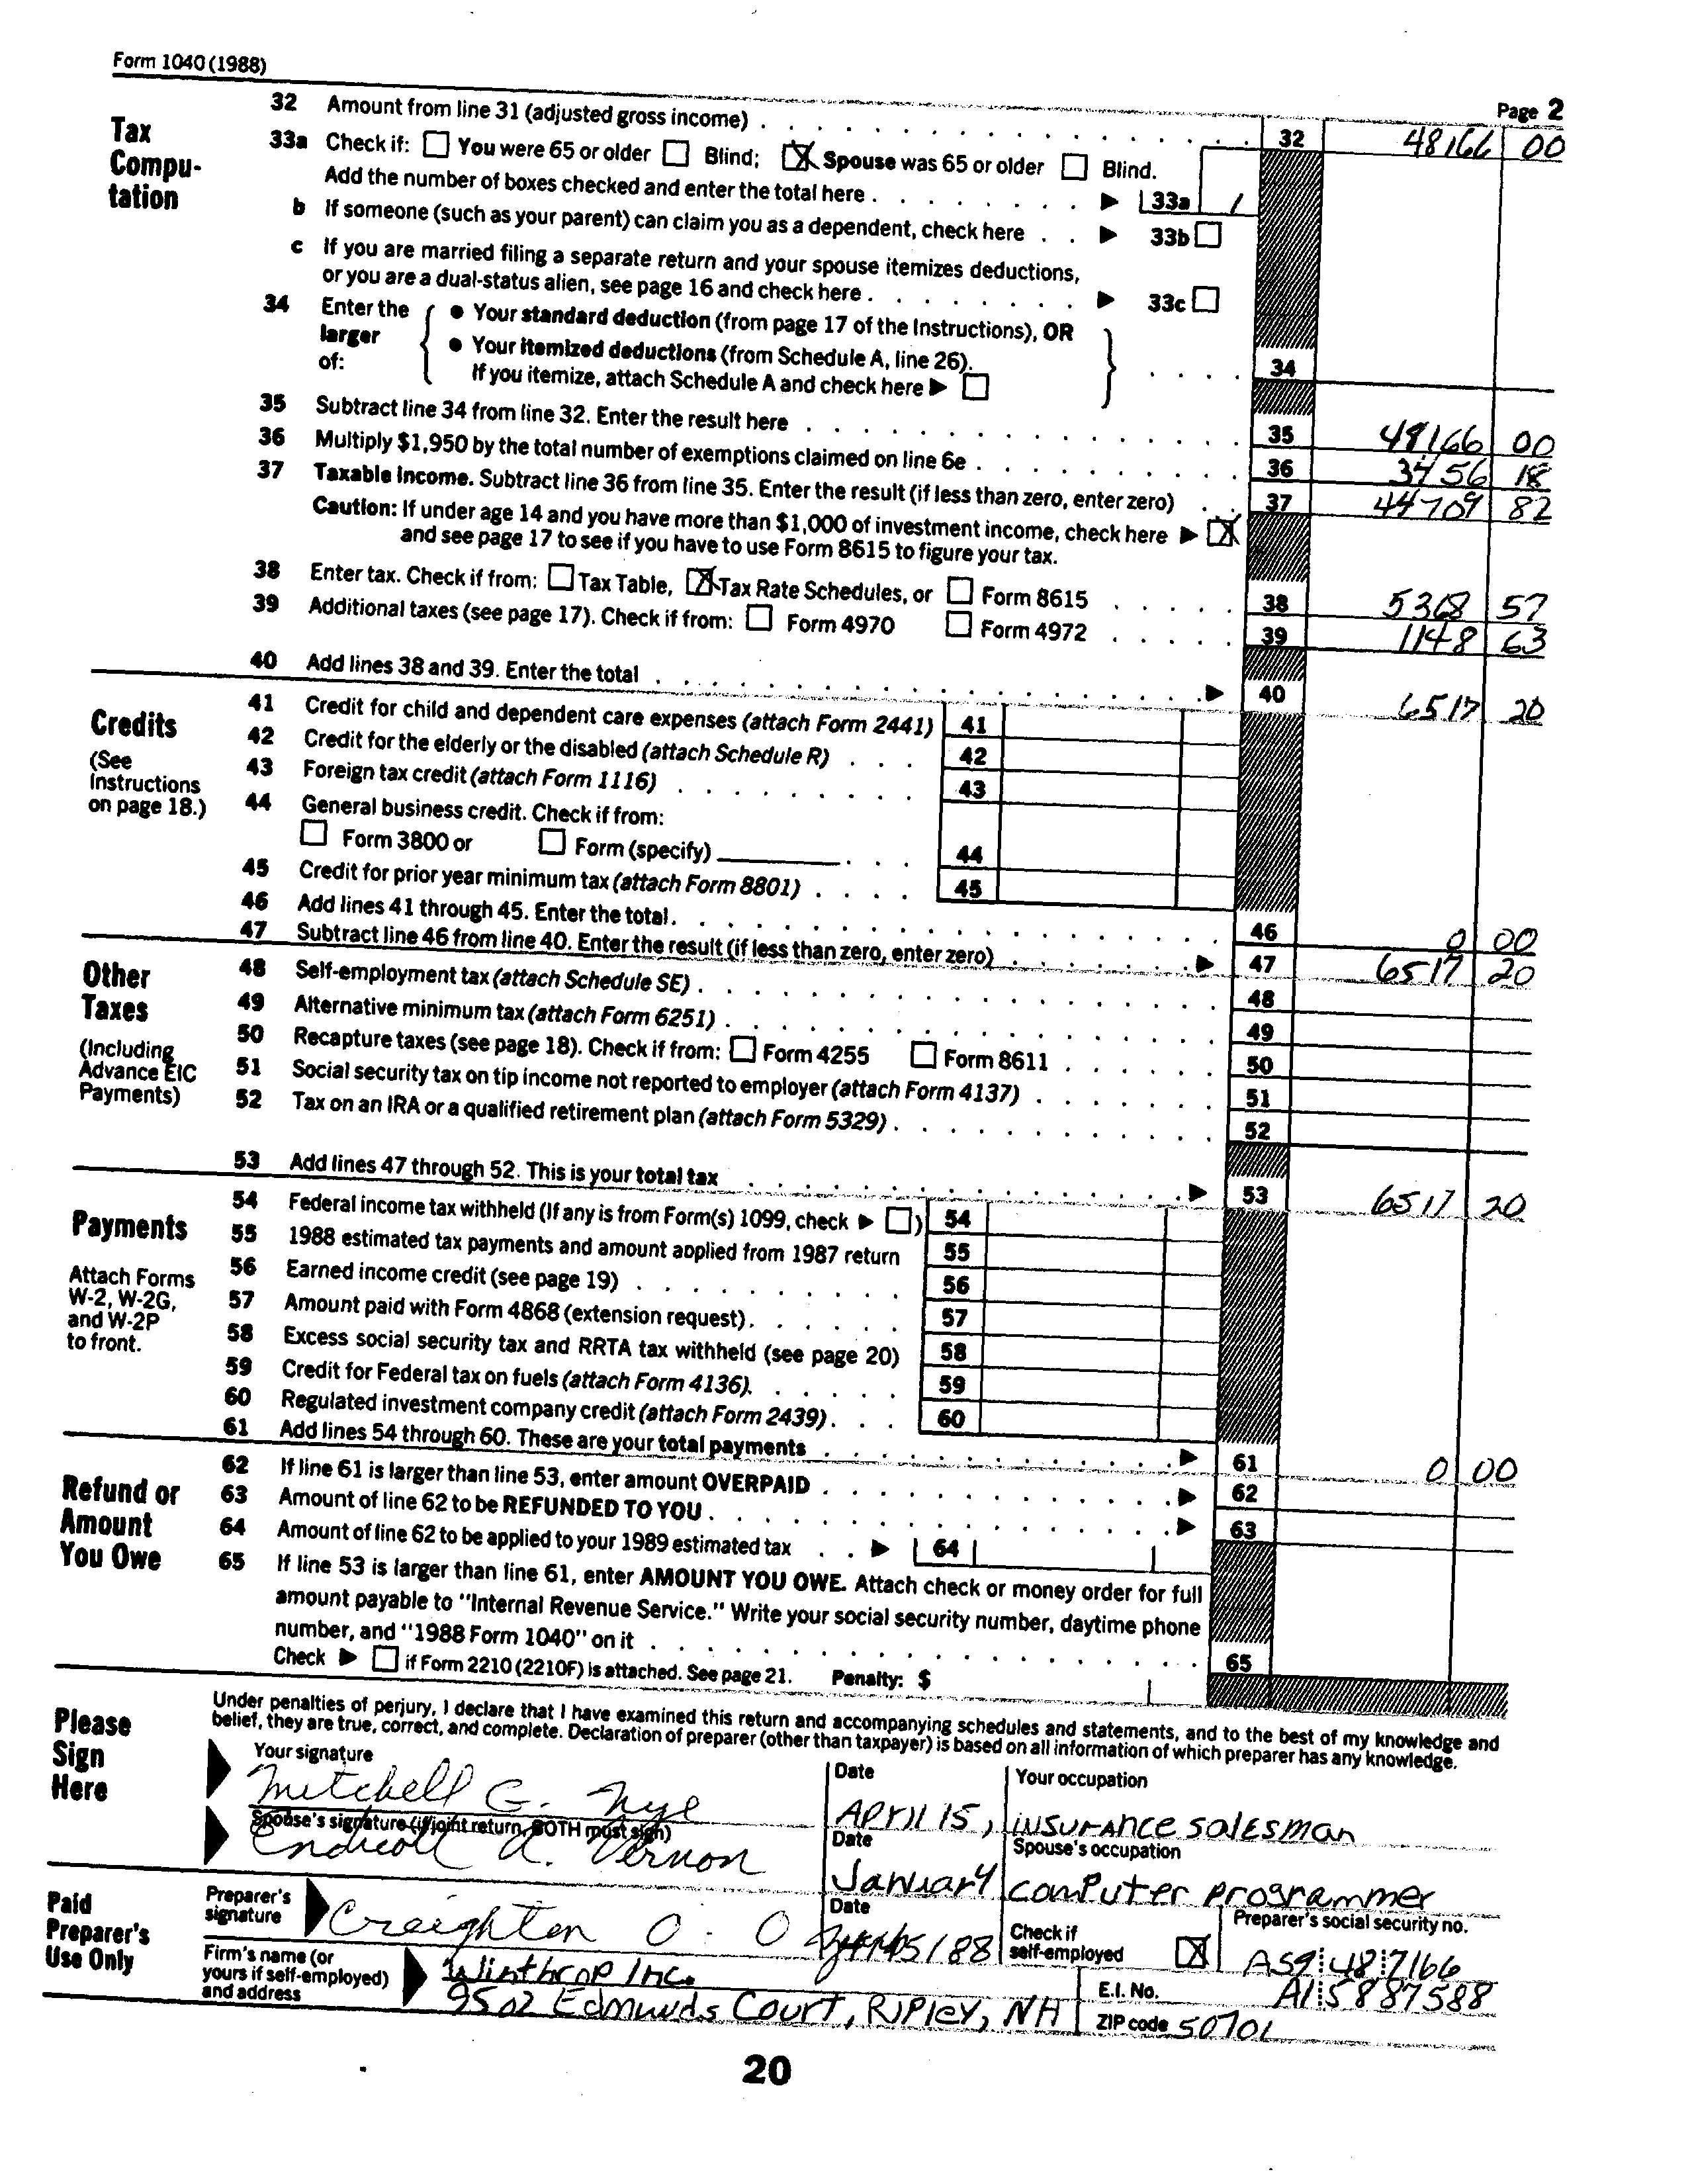 Form 1040 (1988)
Page 2
Tax Compu- tation
32 Amount from line 31 (adjusted gross income) . . . 32 48166 00
33a Check if: You were 65 or older Blind; X Spouse was 65 or older Blind.
Add the number of boxes checked and enter the total here . . . 33a 1
b If someone (such as your parent) can claim you as a dependent, check here . . 33b
c If you are married filing a separate return and your spouse itemizes deductions,
or you are a dual-status alien, see page 16 and check here . . . 33c
34 Enter the larger of:
• Your standard deduction (from page 17 of the Instructions), OR
• Your itemized deductions (from Schedule A, line 26).
If you itemize, attach Schedule A and check here . . . 34
35 Subtract line 34 from line 32. Enter the result here . . . 35 48166 00
36 Multiply $1,950 by the total number of exemptions claimed on line 6e . . . 36 3456 18
37 Taxable income. Subtract line 36 from line 35. Enter the result (if less than zero, enter zero) . . 37 44709 82
Caution: If under age 14 and you have more than $1,000 of investment income, check here X
and see page 17 to see if you have to use Form 8615 to figure your tax.
38 Enter tax. Check if from: Tax Table, X Tax Rate Schedules, or Form 8615 . . . 38 5368 57
39 Additional taxes (see page 17). Check if from: Form 4970 Form 4972 . . . 39 1148 63
40 Add lines 38 and 39. Enter the total . . . 40 6517 20
Credits
(See Instructions on page 18.)
41 Credit for child and dependent care expenses (attach Form 2441) 41
42 Credit for the elderly or the disabled (attach Schedule R) . . . 42
43 Foreign tax credit (attach Form 1116) . . . 43
44 General business credit. Check if from:
Form 3800 or Form (specify) . . . 44
45 Credit for prior year minimum tax (attach Form 8801) . . . 45
46 Add lines 41 through 45. Enter the total . . . 46 0 00
47 Subtract line 46 from line 40. Enter the result (if less than zero, enter zero) . . . 47 6517 20
Other Taxes
(Including Advance EIC Payments)
48 Self-employment tax (attach Schedule SE) . . . 48
49 Alternative minimum tax (attach Form 6251) . . . 49
50 Recapture taxes (see page 18). Check if from: Form 4255 Form 8611 . . . 50
51 Social security tax on tip income not reported to employer (attach Form 4137) . . . 51
52 Tax on an IRA or a qualified retirement plan (attach Form 5329) . . . 52
53 Add lines 47 through 52. This is your total tax . . . 53 6517 20
Payments
Attach Forms W-2, W-2G, and W-2P to front.
54 Federal income tax withheld (If any is from Form(s) 1099, check ) 54
55 1988 estimated tax payments and amount applied from 1987 return 55
56 Earned income credit (see page 19) . . . 56
57 Amount paid with Form 4868 (extension request) . . . 57
58 Excess social security tax and RRTA tax withheld (see page 20) 58
59 Credit for Federal tax on fuels (attach Form 4136) . . . 59
60 Regulated investment company credit (attach Form 2439) . . . 60
61 Add lines 54 through 60. These are your total payments . . . 61 0 00
Refund or Amount You Owe
62 If line 61 is larger than line 53, enter amount OVERPAID . . . 62
63 Amount of line 62 to be REFUNDED TO YOU . . . 63
64 Amount of line 62 to be applied to your 1989 estimated tax . . 64
65 If line 53 is larger than line 61, enter AMOUNT YOU OWE. Attach check or money order for full
amount payable to "Internal Revenue Service." Write your social security number, daytime phone
number, and "1988 Form 1040" on it . . . 65
Check if Form 2210 (2210F) is attached. See page 21. Penalty: $
Please Sign Here
Under penalties of perjury, I declare that I have examined this return and accompanying schedules and statements, and to the best of my knowledge and
belief, they are true, correct, and complete. Declaration of preparer (other than taxpayer) is based on all information of which preparer has any knowledge.
Your signature Date Your occupation
Mitchell G. Nye April 15, insurance salesman
Spouse's signature (if joint return, BOTH must sign) Date Spouse's occupation
Endicott A. Vernon January computer programmer
Paid Preparer's Use Only
Preparer's signature Creighton O. O Date /88 Check if self-employed X Preparer's social security no. AS9 48 7166
Firm's name (or yours if self-employed) and address
Winthrop Inc. E.I. No. A1 5887588
9502 Edmunds Court, Ripley, NH ZIP code 50701
20